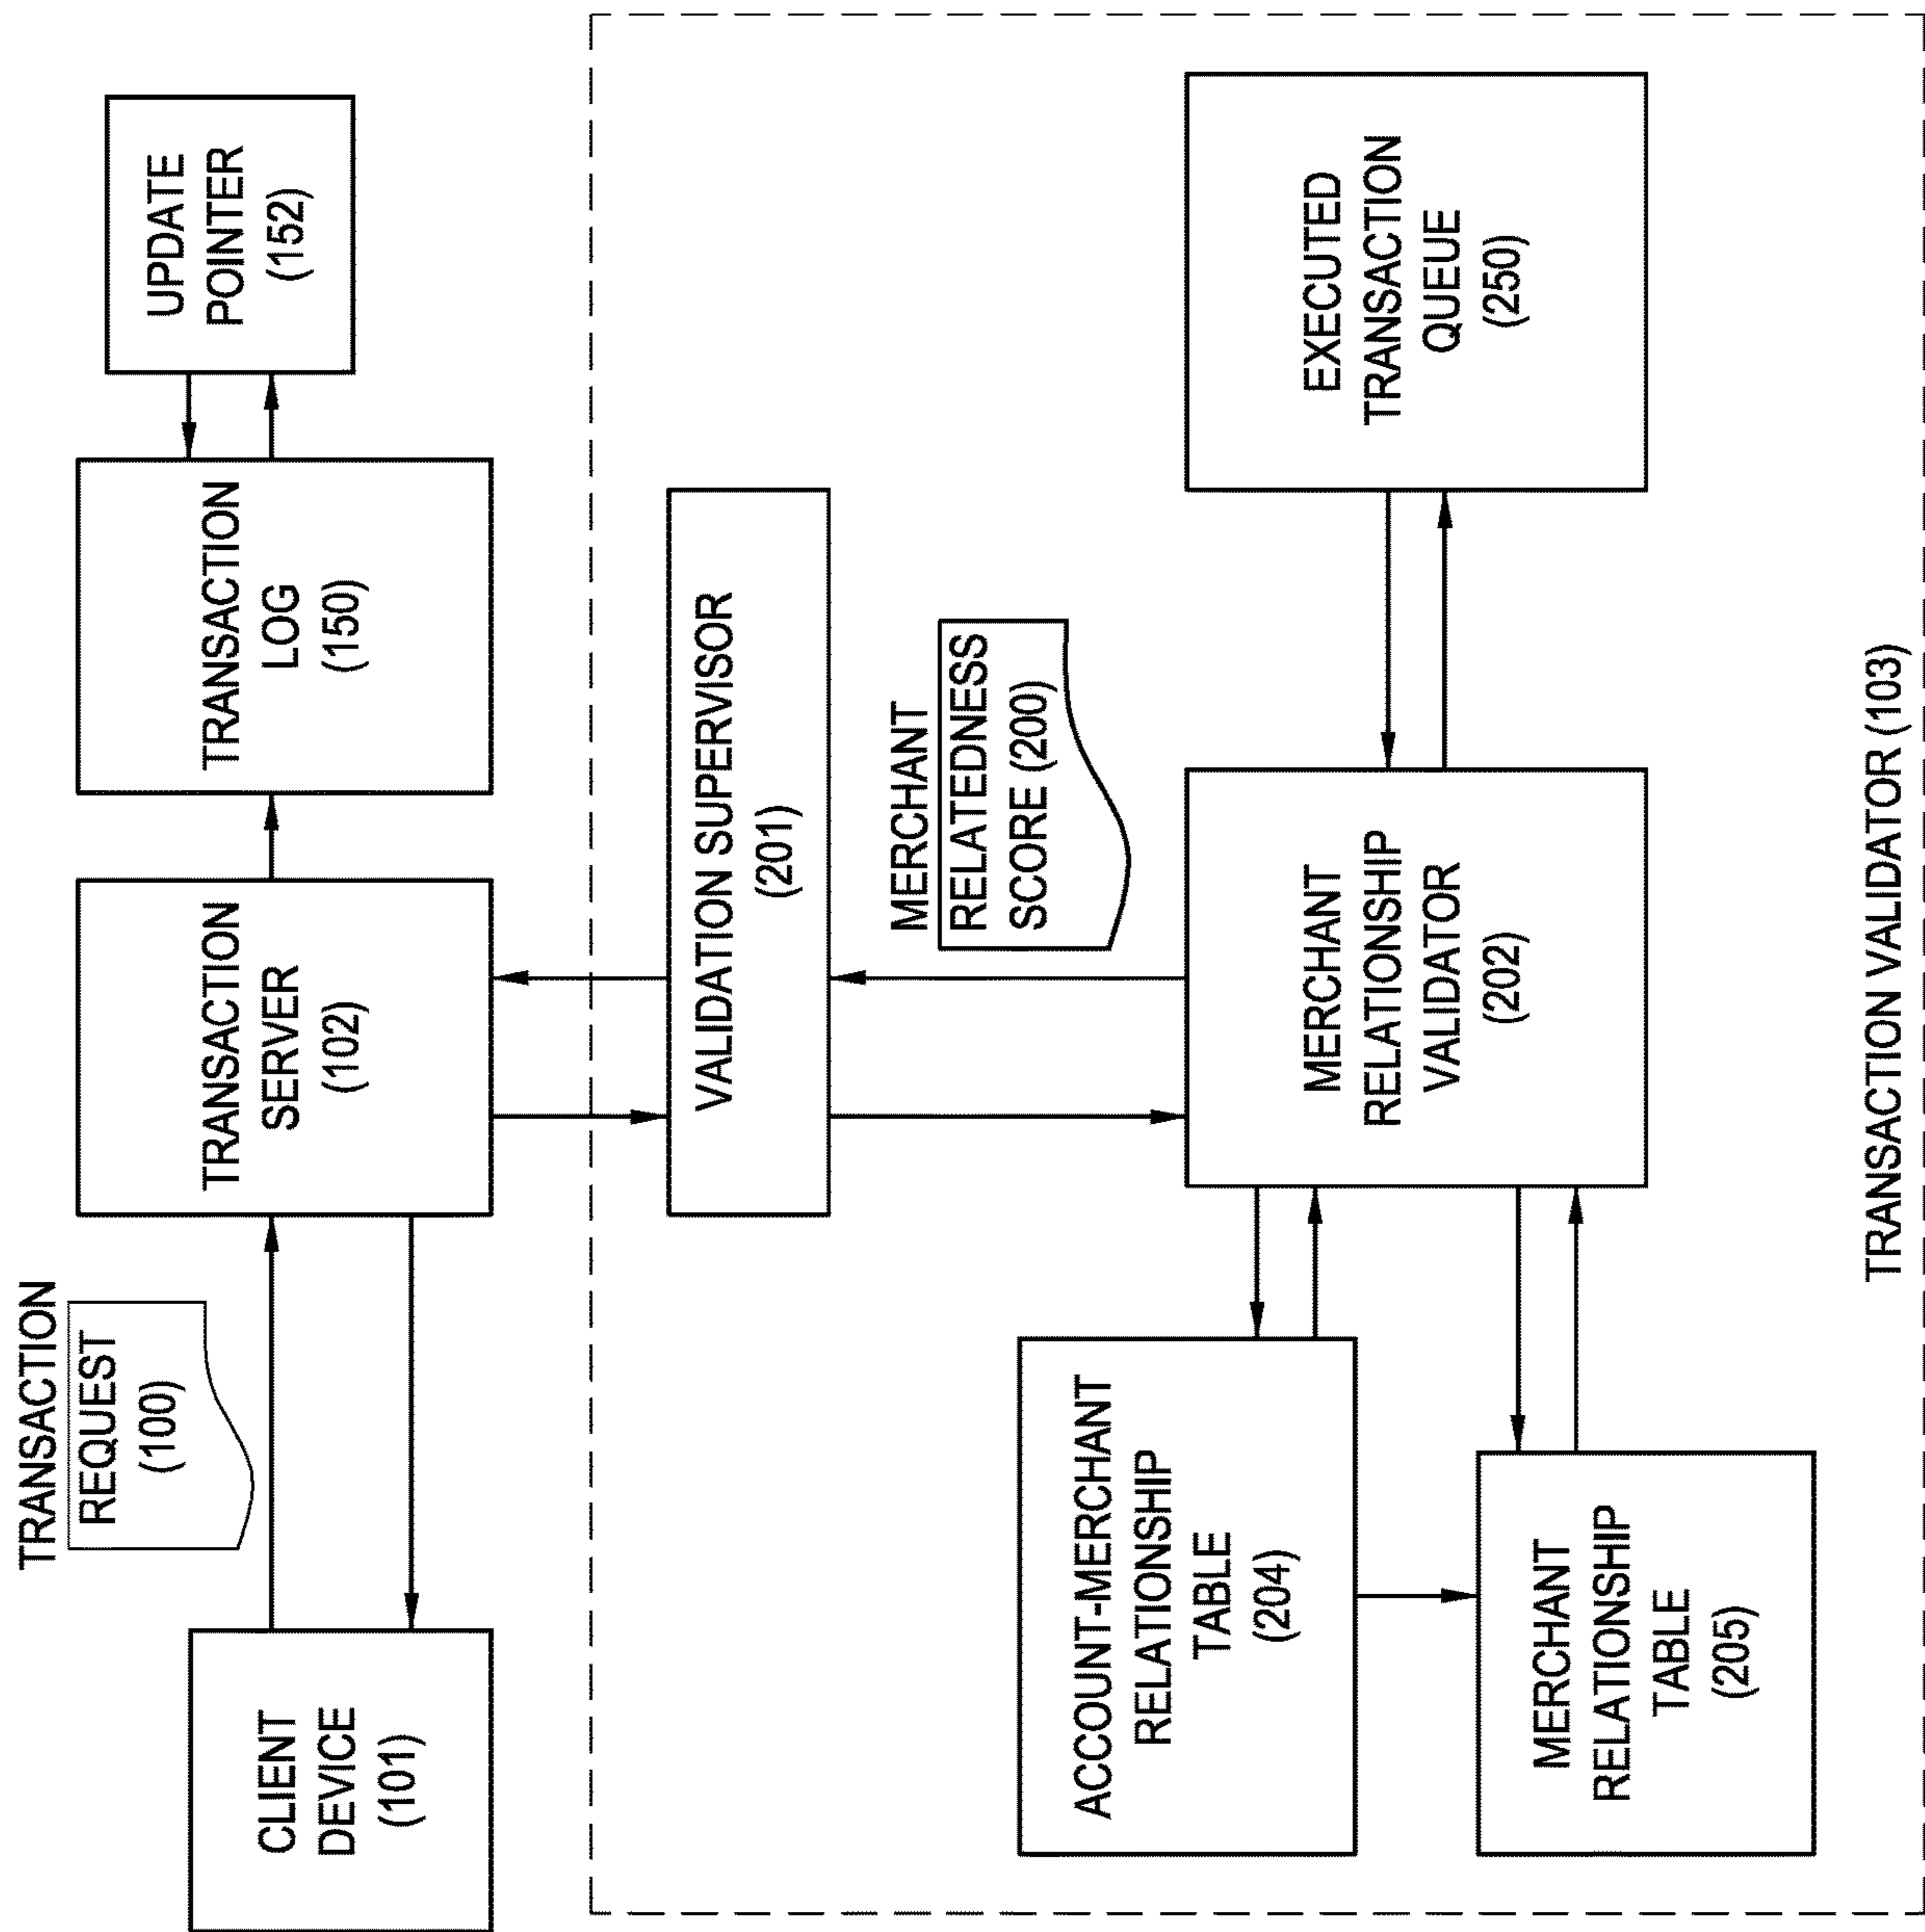 TRANSACTION
REQUEST
(100)
CLIENT
DEVICE
(101)
TRANSACTION
SERVER
(102)
TRANSACTION
LOG
(150)
UPDATE
POINTER
(152)
VALIDATION SUPERVISOR
(201)
MERCHANT
RELATEDNESS
SCORE (200)
ACCOUNT-MERCHANT
RELATIONSHIP
TABLE
(204)
MERCHANT
RELATIONSHIP
VALIDATOR
(202)
EXECUTED
TRANSACTION
QUEUE
(250)
MERCHANT
RELATIONSHIP
TABLE
(205)
TRANSACTION VALIDATOR (103)